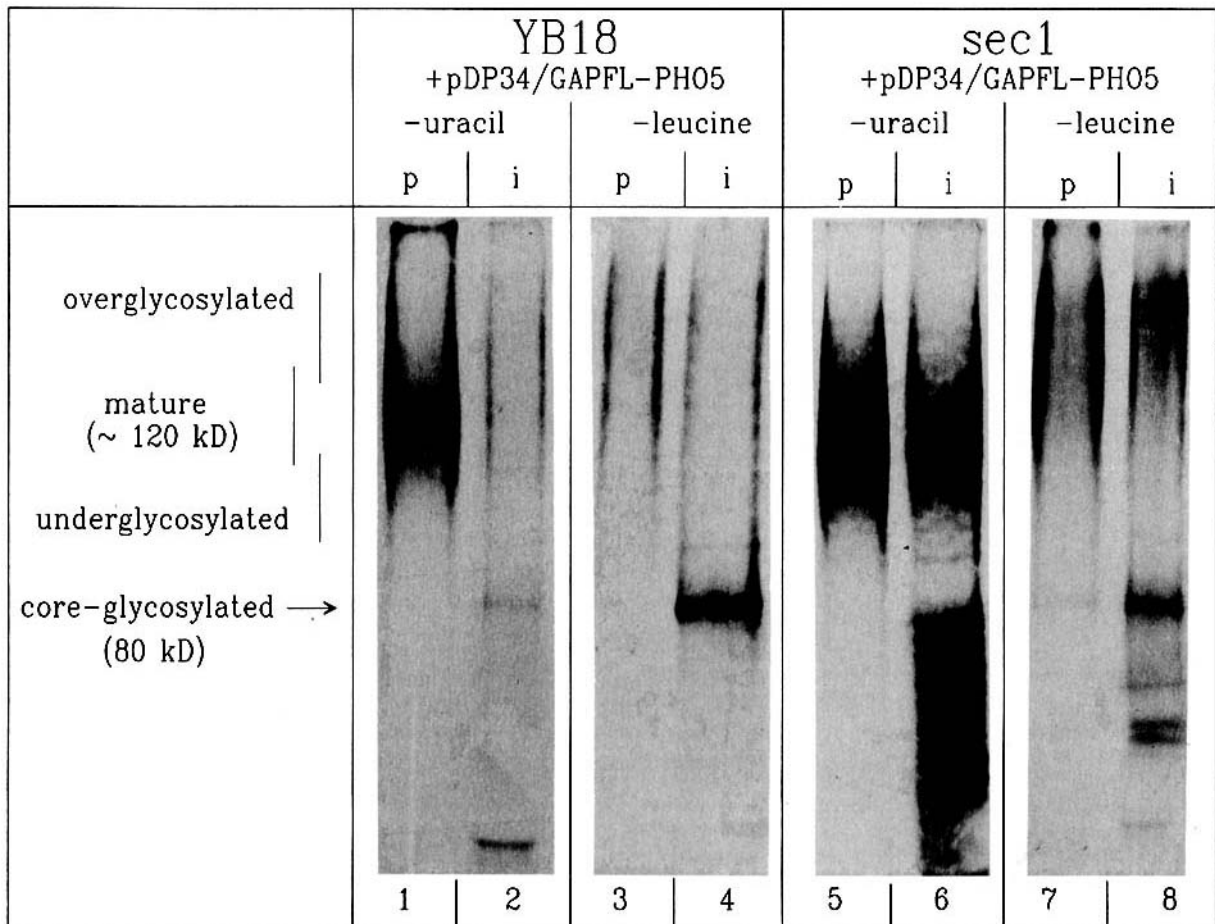 YB18
+pDP34/GAPFL-PHO5
-uracil
-leucine
p
i
p
i
sec1
+pDP34/GAPFL-PHO5
-uracil
-leucine
p
i
p
i
overglycosylated
mature
(~ 120 kD)
underglycosylated
core-glycosylated →
(80 kD)
1
2
3
4
5
6
7
8